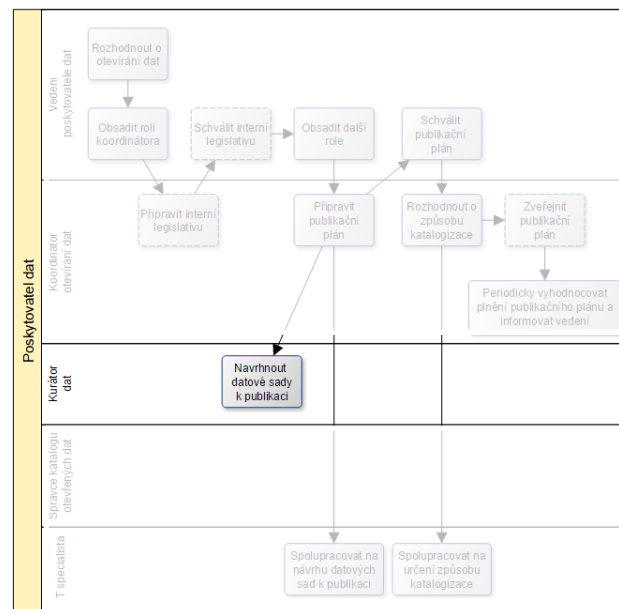 Poskytovatel dat
Vedení
poskytovatele dat
Rozhodnout o
otevírání dat
Obsadit roli
koordinátora
Schválit interní
legislativu
Obsadit další
role
Schválit
publikační
plán
Koordinátor
otevírání dat
Připravit interní
legislativu
Připravit
publikační
plán
Rozhodnout o
způsobu
katalogizace
Zveřejnit
publikační
plán
Periodicky vyhodnocovat
plnění publikačního plánu a
informovat vedení
Kurátor
dat
Navrhnout
datové sady
k publikaci
Správce katalogu
otevřených dat
T specialista
Spolupracovat na
návrhu datových
sad k publikaci
Spolupracovat na
určení způsobu
katalogizace